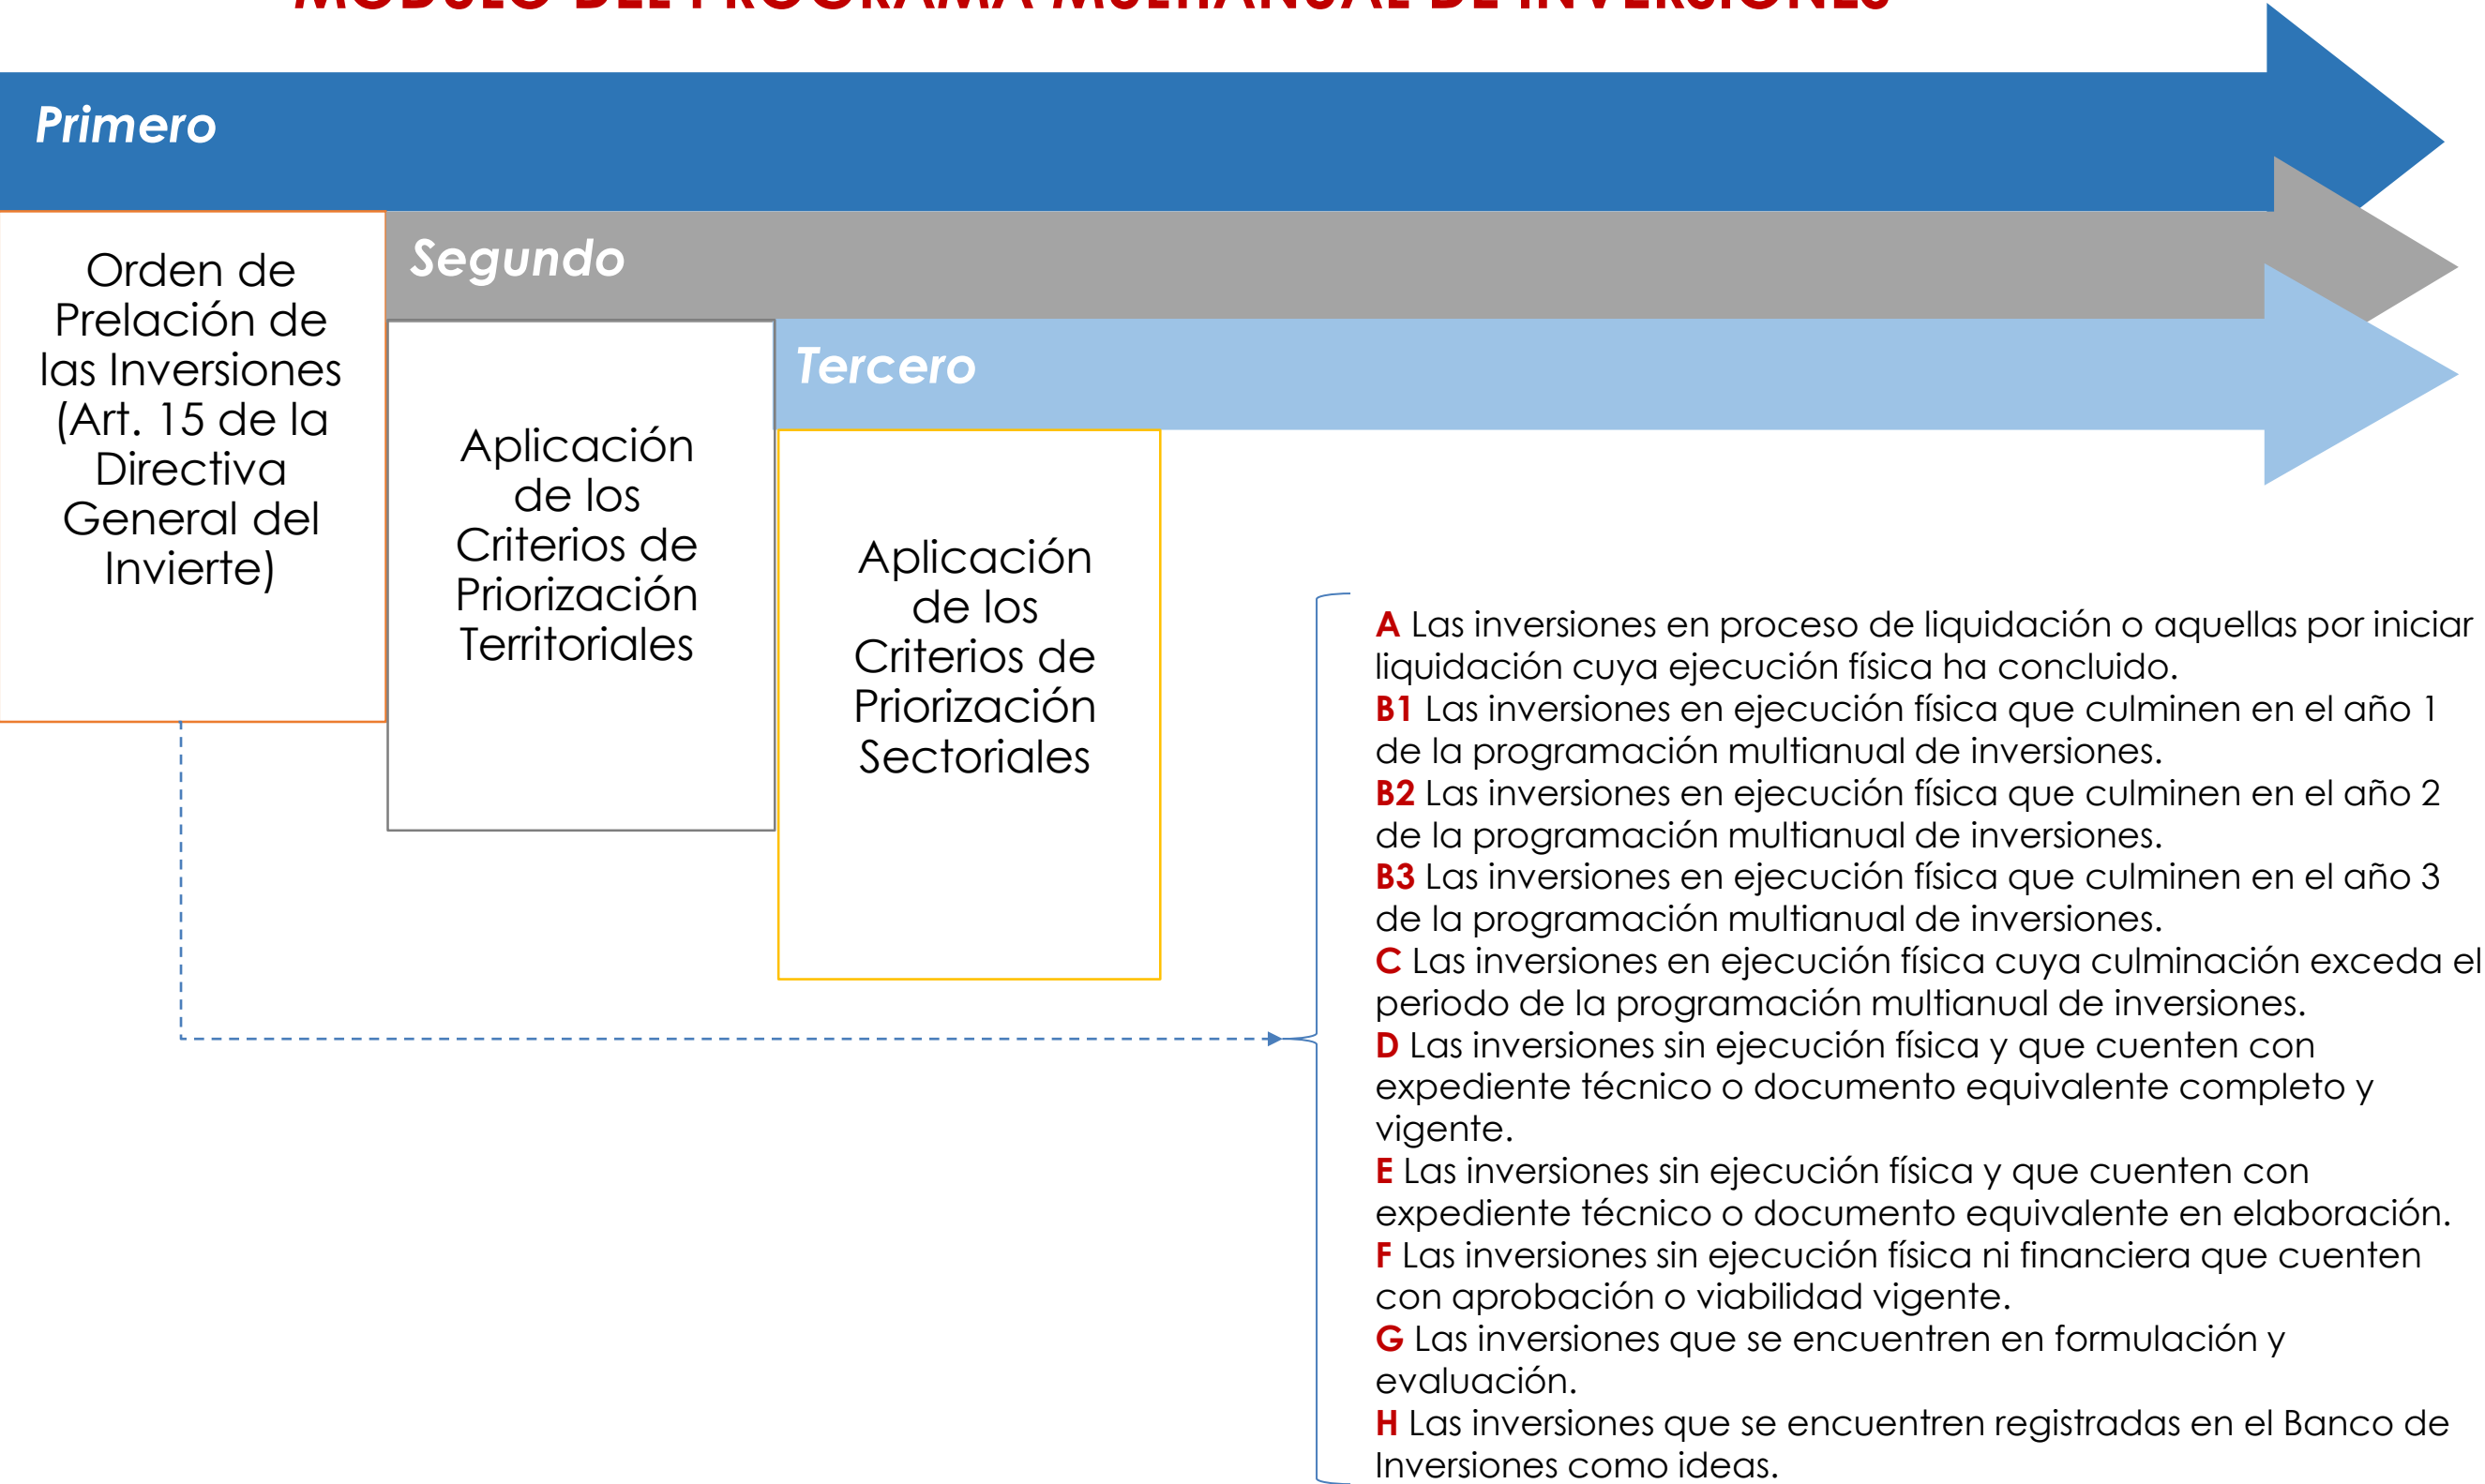 MÓDULO DEL PROGRAMA MULTIANUAL DE INVERSIONES
Primero
Orden de
Prelación de
las Inversiones
(Art. 15 de la
Directiva
General del
Invierte)
Segundo
Aplicación
de los
Criterios de
Priorización
Territoriales
Tercero
Aplicación
de los
Criterios de
Priorización
Sectoriales
A Las inversiones en proceso de liquidación o aquellas por iniciar
liquidación cuya ejecución física ha concluido.
B1 Las inversiones en ejecución física que culminen en el año 1
de la programación multianual de inversiones.
B2 Las inversiones en ejecución física que culminen en el año 2
de la programación multianual de inversiones.
B3 Las inversiones en ejecución física que culminen en el año 3
de la programación multianual de inversiones.
C Las inversiones en ejecución física cuya culminación exceda el
periodo de la programación multianual de inversiones.
D Las inversiones sin ejecución física y que cuenten con
expediente técnico o documento equivalente completo y
vigente.
E Las inversiones sin ejecución física y que cuenten con
expediente técnico o documento equivalente en elaboración.
F Las inversiones sin ejecución física ni financiera que cuenten
con aprobación o viabilidad vigente.
G Las inversiones que se encuentren en formulación y
evaluación.
H Las inversiones que se encuentren registradas en el Banco de
Inversiones como ideas.